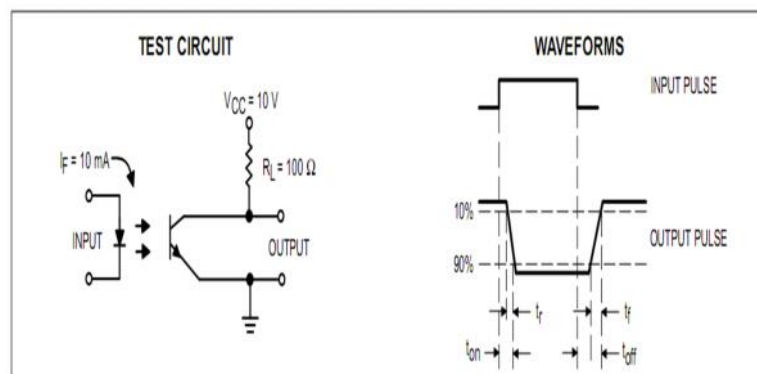 TEST CIRCUIT
VCC = 10 V
IF = 10 mA
RL = 100 Ω
INPUT
OUTPUT
WAVEFORMS
INPUT PULSE
10%
OUTPUT PULSE
90%
tr
tf
ton
toff